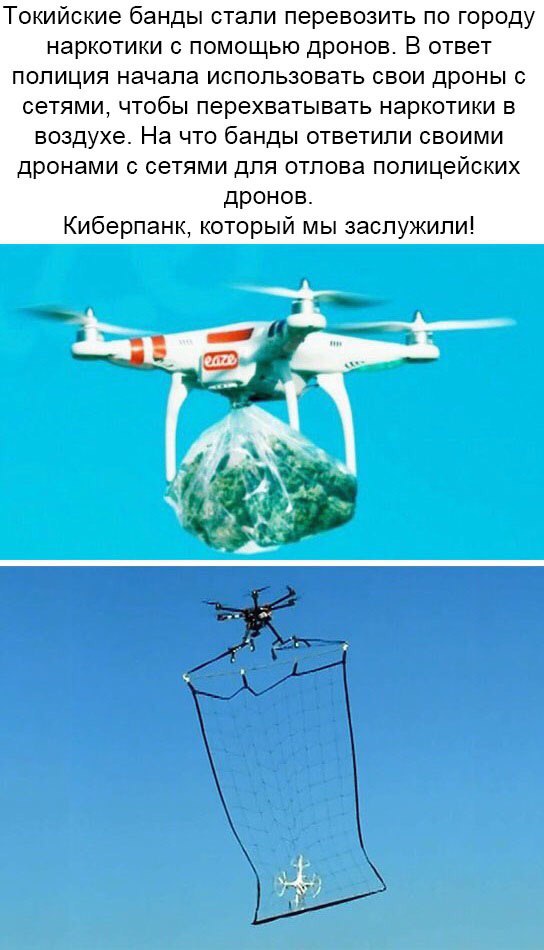 Токийские банды стали перевозить по городу
наркотики с помощью дронов. В ответ
полиция начала использовать свои дроны с
сетями, чтобы перехватывать наркотики в
воздухе. На что банды ответили своими
дронами с сетями для отлова полицейских
дронов.
Киберпанк, который мы заслужили!
eaze